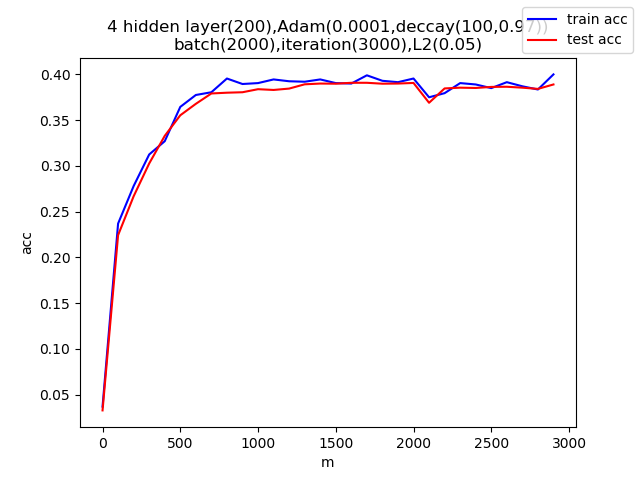 4 hidden layer(200),Adam(0.0001,deccay(100,0.97))
batch(2000),iteration(3000),L2(0.05)
train acc
test acc
0.40
0.35
0.30
0.25
0.20
0.15
0.10
0.05
acc
0 500 1000 1500 2000 2500 3000
m